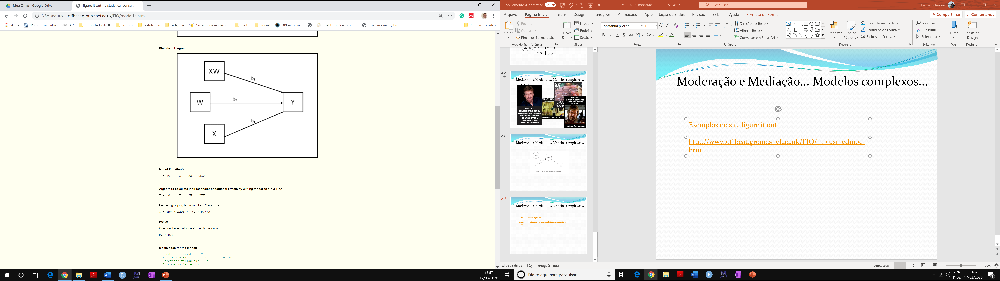 Meu Drive - Google Drive
figure it out - a statistical consult
Não seguro
offbeat.group.shef.ac.uk/FIO/model1a.htm
Apps
Plataforma Lattes
PKP AP
Importado do IE
jornais
estatistica
artg_livr
Sistema de avaliaçã...
flight
invest
3Blue1Brown
Instituto Questão d...
The Personality Proj...
Outros favoritos
Statistical Diagram:
XW
b3
W
b2
Y
b1
X
Model Equation(s):
Y = b0 + b1X + b2W + b3XW
Algebra to calculate indirect and/or conditional effects by writing model as Y = a + bX:
Y = b0 + b1X + b2W + b3XW
Hence... grouping terms into form Y = a + bX
Y = (b0 + b2W) + (b1 + b3W)X
Hence...
One direct effect of X on Y, conditional on W:
b1 + b3W
Mplus code for the model:
! Predictor variable - X
! Mediator variable(s) - (not applicable)
! Moderator variable(s) - W
! Outcome variable - Y
13:57
17/03/2020
Salvamento Automático
Mediacao_moderacao.pptx - Salvo
Pesquisar
Felipe Valentini
Arquivo
Página Inicial
Inserir
Design
Transições
Animações
Apresentação de Slides
Revisão
Exibir
Ajuda
Formato de Forma
Compartilhar
Comentários
Colar
Recortar
Copiar
Pincel de Formatação
Área de Transferência
Novo
Slide
Layout
Redefinir
Seção
Slides
Constantia (Corpo)
18
N I S S ab AV Aa A
Fonte
Direção do Texto
Alinhar Texto
Converter em SmartArt
Parágrafo
Organizar
Estilos
Rápidos
Preenchimento da Forma
Contorno da Forma
Efeitos de Forma
Desenho
Localizar
Substituir
Selecionar
Editando
Ditar
Voz
Ideias de
Design
Designer
26
Moderação e Mediação... Modelos complexos...
UMA VEZ,
CHUCK NORRIS JOGOU
UMA GRANADA E MATOU
MAIS DE 80 PESSOAS
DE UMA SÓ VEZ...
E LOGO DEPOIS A
GRANADA EXPLODIU!
Uma vez
CHUCK NORRIS
levou uma facada
no olho...
...a faca ficou cega.
27
Moderação e Mediação... Modelos complexos...
28
Moderação e Mediação... Modelos complexos...
Exemplos no site figure it out
http://www.offbeat.group.shef.ac.uk/FIO/mplusmedmod.
htm
Moderação e Mediação... Modelos complexos...
Exemplos no site figure it out
http://www.offbeat.group.shef.ac.uk/FIO/mplusmedmod.
htm
Slide 28 de 28
Português (Brasil)
Anotações
100%
Digite aqui para pesquisar
POR
PTB2
13:57
17/03/2020